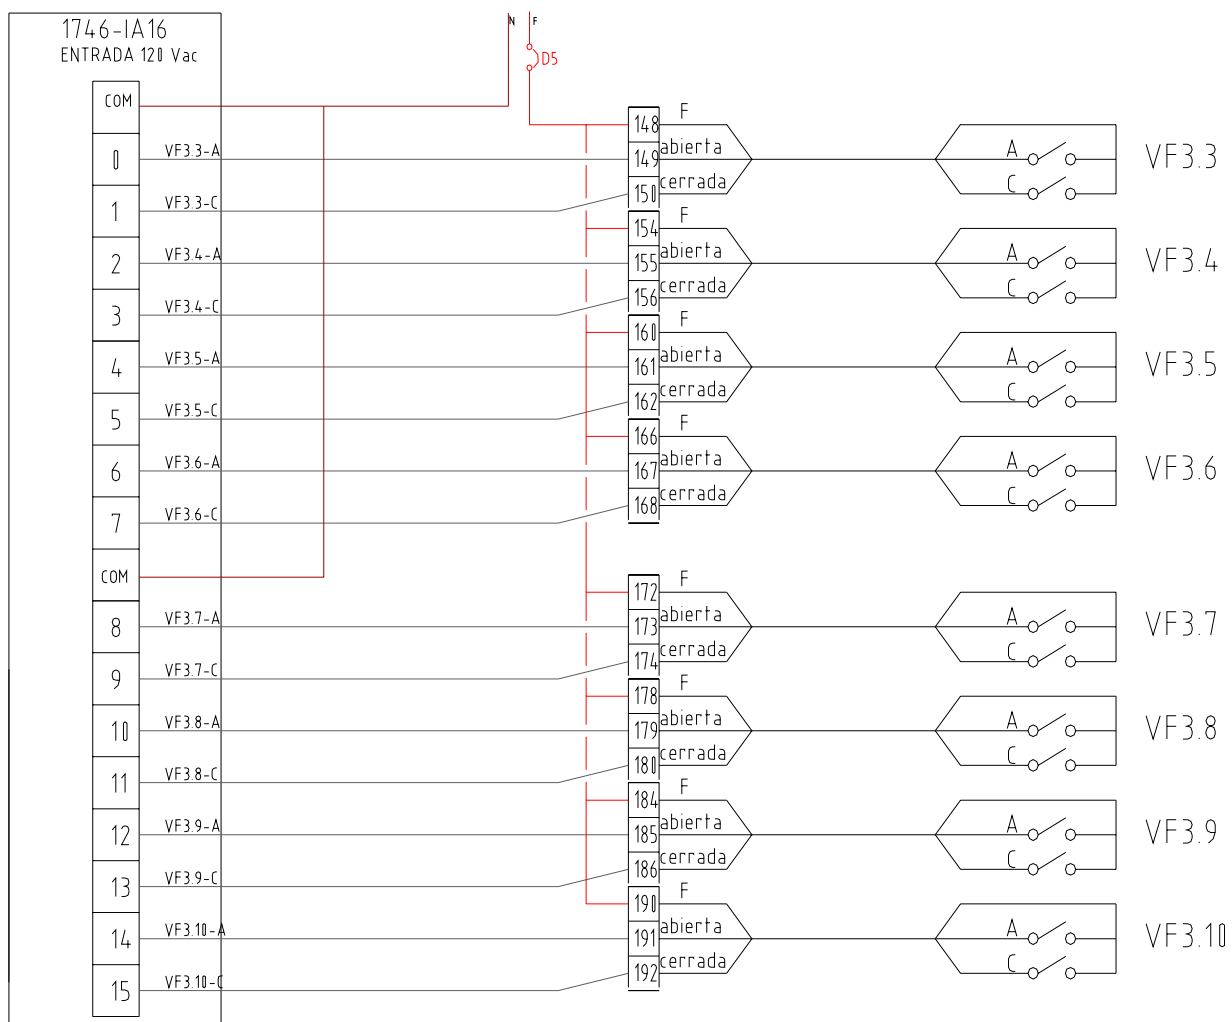 1746-IA16
ENTRADA 120 Vac
N F
D5
COM
0 VF3.3-A
1 VF3.3-C
2 VF3.4-A
3 VF3.4-C
4 VF3.5-A
5 VF3.5-C
6 VF3.6-A
7 VF3.6-C
COM
8 VF3.7-A
9 VF3.7-C
10 VF3.8-A
11 VF3.8-C
12 VF3.9-A
13 VF3.9-C
14 VF3.10-A
15 VF3.10-C
148 F
149 abierta
150 cerrada
A
C
VF3.3
154 F
155 abierta
156 cerrada
A
C
VF3.4
160 F
161 abierta
162 cerrada
A
C
VF3.5
166 F
167 abierta
168 cerrada
A
C
VF3.6
172 F
173 abierta
174 cerrada
A
C
VF3.7
178 F
179 abierta
180 cerrada
A
C
VF3.8
184 F
185 abierta
186 cerrada
A
C
VF3.9
190 F
191 abierta
192 cerrada
A
C
VF3.10